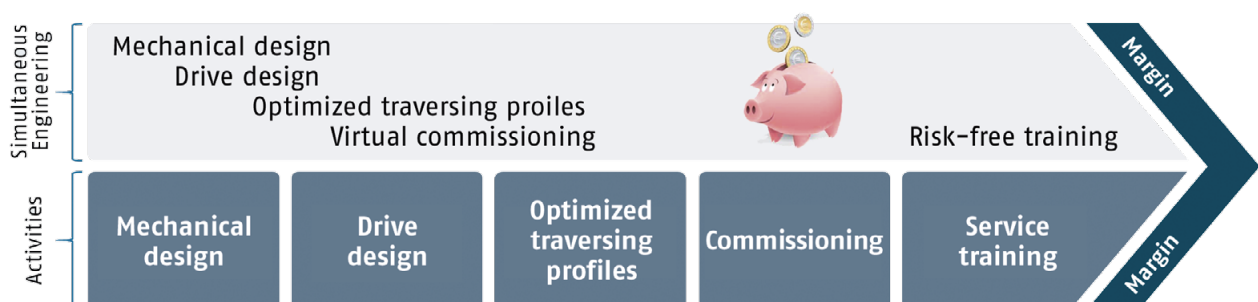 Simultaneous
Engineering
Mechanical design
Drive design
Optimized traversing proiles
Virtual commissioning
Risk-free training
Margin
Activities
Mechanical
design
Drive
design
Optimized
traversing
profiles
Commissioning
Service
training
Margin